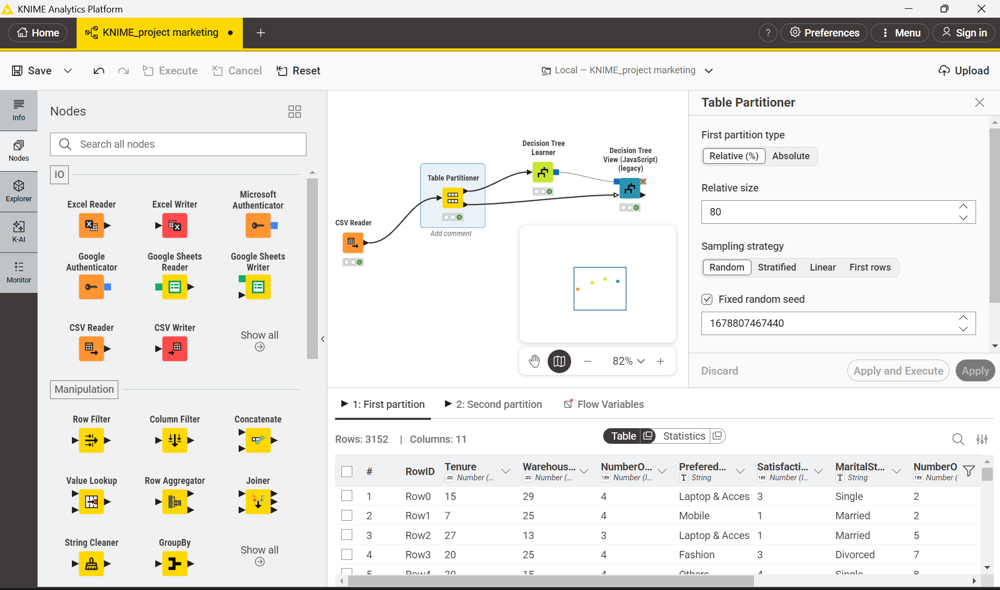 KNIME Analytics Platform
Home
KNIME_project marketing
?
Preferences
Menu
Sign in
Save
Execute
Cancel
Reset
Local — KNIME_project marketing
Upload
Info
Nodes
Explorer
K-AI
Monitor
Nodes
Search all nodes
IO
Excel Reader
Excel Writer
Microsoft
Authenticator
Google
Authenticator
Google Sheets
Reader
Google Sheets
Writer
CSV Reader
CSV Writer
Show all
Manipulation
Row Filter
Column Filter
Concatenate
Value Lookup
Row Aggregator
Joiner
String Cleaner
GroupBy
Show all
CSV Reader
Table Partitioner
Add comment
Decision Tree
Learner
Decision Tree
View (JavaScript)
(legacy)
82%
Table Partitioner
First partition type
Relative (%) Absolute
Relative size
80
Sampling strategy
Random Stratified Linear First rows
Fixed random seed
1678807467440
Discard
Apply and Execute
Apply
1: First partition
2: Second partition
Flow Variables
Rows: 3152 | Columns: 11
Table
Statistics
# RowID Tenure Warehous... NumberO... Prefered... Satisfacti... MaritalSt... NumberO
Number (... Number (... Number (I... String Number (I... String Number (
1 Row0 15 29 4 Laptop & Acces 3 Single 2
2 Row1 7 25 4 Mobile 1 Married 2
3 Row2 27 13 3 Laptop & Acces 1 Married 5
4 Row3 20 25 4 Fashion 3 Divorced 7
5 Row4 30 15 4 Others 4 Single 8